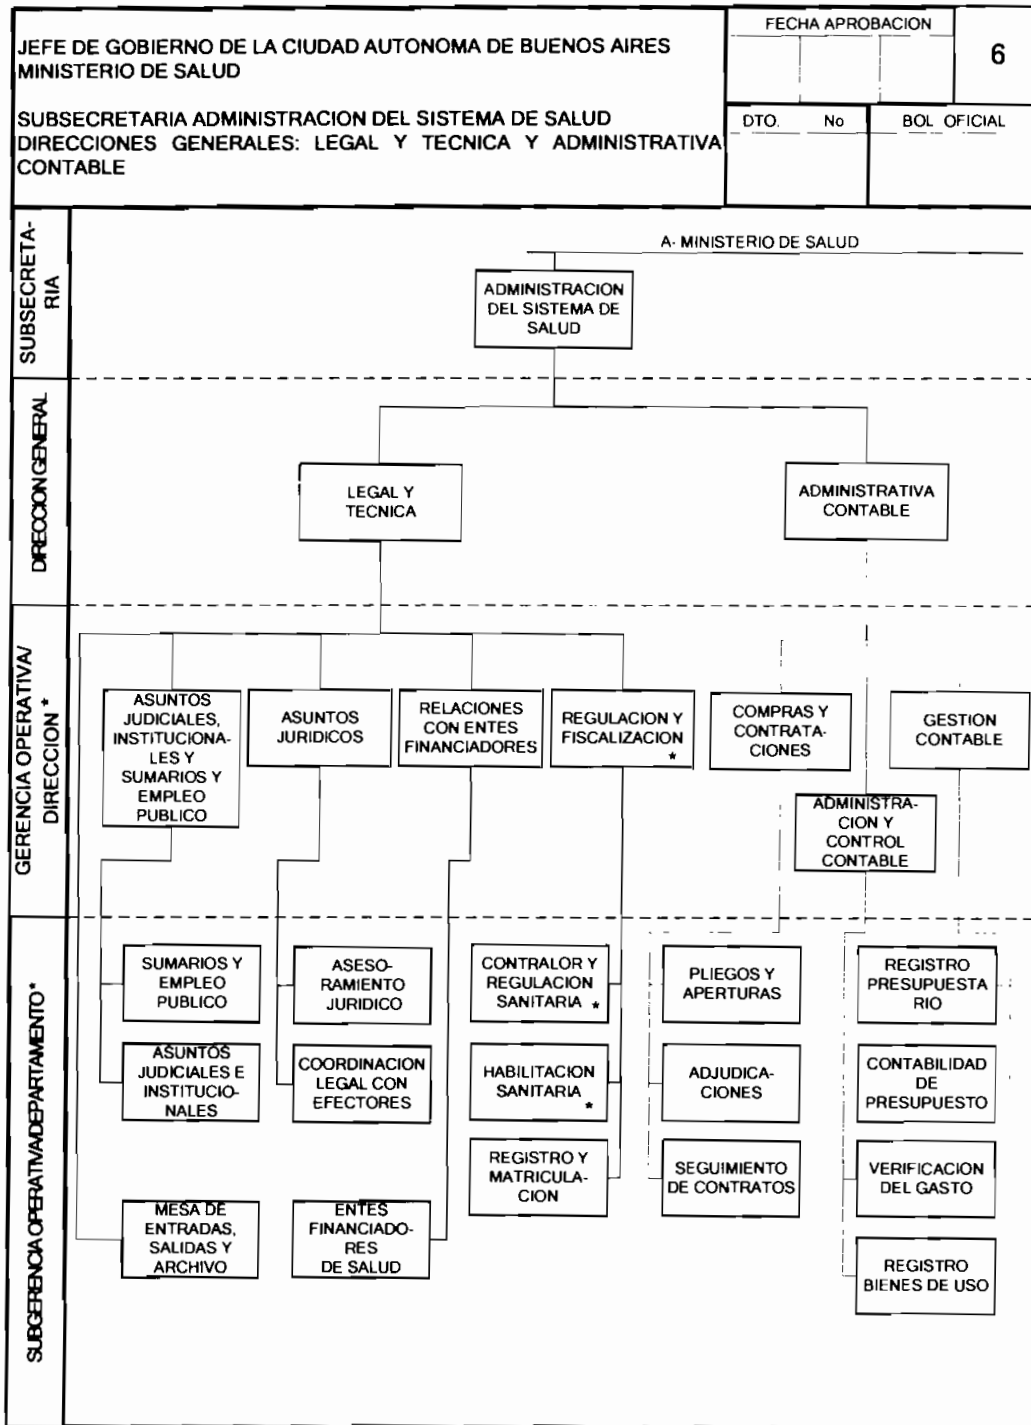 JEFE DE GOBIERNO DE LA CIUDAD AUTONOMA DE BUENOS AIRES
MINISTERIO DE SALUD
SUBSECRETARIA ADMINISTRACION DEL SISTEMA DE SALUD
DIRECCIONES GENERALES: LEGAL Y TECNICA Y ADMINISTRATIVA
CONTABLE
FECHA APROBACION
6
DTO. No
BOL OFICIAL
SUBSECRETA-
RIA
A- MINISTERIO DE SALUD
ADMINISTRACION
DEL SISTEMA DE
SALUD
DIRECCION GENERAL
LEGAL Y
TECNICA
ADMINISTRATIVA
CONTABLE
GERENCIA OPERATIVA/
DIRECCION *
ASUNTOS
JUDICIALES,
INSTITUCIONA-
LES Y
SUMARIOS Y
EMPLEO
PUBLICO
ASUNTOS
JURIDICOS
RELACIONES
CON ENTES
FINANCIADORES
REGULACION Y
FISCALIZACION
*
COMPRAS Y
CONTRATA-
CIONES
GESTION
CONTABLE
ADMINISTRA-
CION Y
CONTROL
CONTABLE
SUBGERENCIA OPERATIVA/DEPARTAMENTO *
SUMARIOS Y
EMPLEO
PUBLICO
ASESO-
RAMIENTO
JURIDICO
CONTRALOR Y
REGULACION
SANITARIA *
PLIEGOS Y
APERTURAS
REGISTRO
PRESUPUESTA
RIO
ASUNTOS
JUDICIALES E
INSTITUCIO-
NALES
COORDINACION
LEGAL CON
EFECTORES
HABILITACION
SANITARIA *
ADJUDICA-
CIONES
CONTABILIDAD
DE
PRESUPUESTO
REGISTRO Y
MATRICULA-
CION
SEGUIMIENTO
DE CONTRATOS
VERIFICACION
DEL GASTO
MESA DE
ENTRADAS,
SALIDAS Y
ARCHIVO
ENTES
FINANCIADO-
RES
DE SALUD
REGISTRO
BIENES DE USO